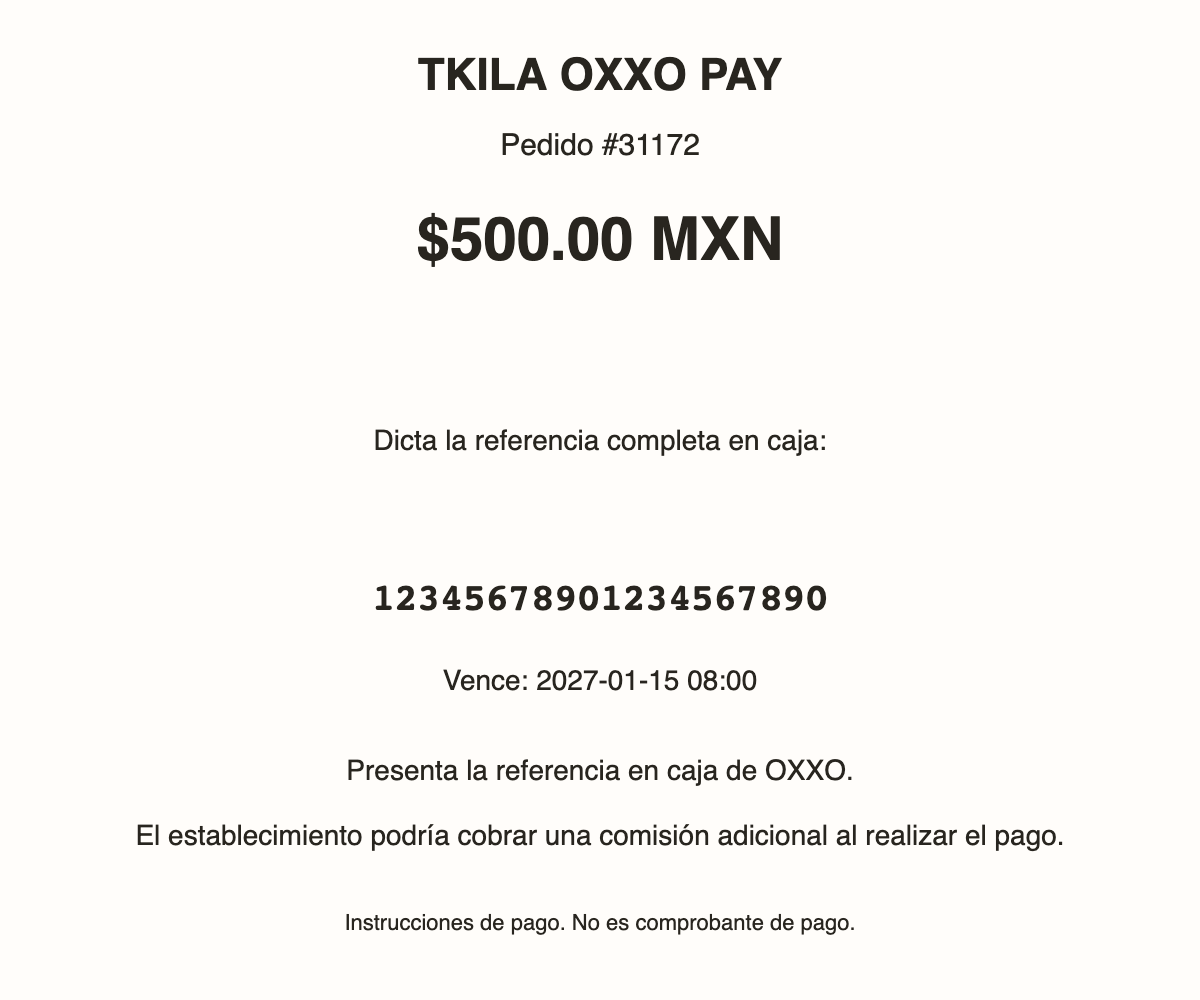 TKILA OXXO PAY
Pedido #31172
$500.00 MXN
Dicta la referencia completa en caja:
12345678901234567890
Vence: 2027-01-15 08:00
Presenta la referencia en caja de OXXO.
El establecimiento podría cobrar una comisión adicional al realizar el pago.
Instrucciones de pago. No es comprobante de pago.